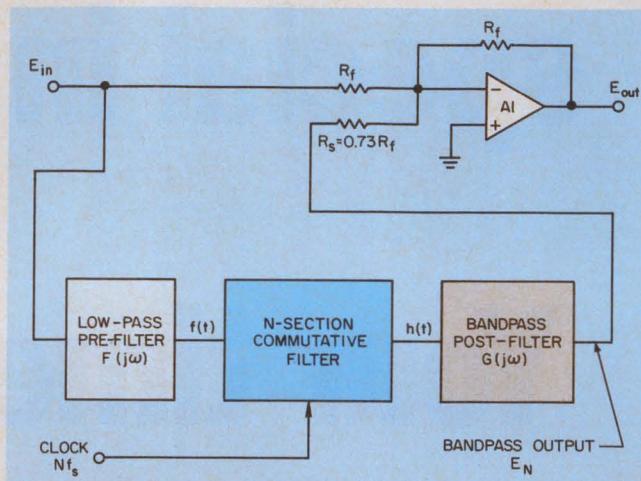 E_in
R_f
R_f
R_s=0.73R_f
−
+
A1
E_out
LOW-PASS
PRE-FILTER
F(jω)
f(t)
N-SECTION
COMMUTATIVE
FILTER
h(t)
BANDPASS
POST-FILTER
G(jω)
CLOCK
Nf_s
BANDPASS OUTPUT
E_N